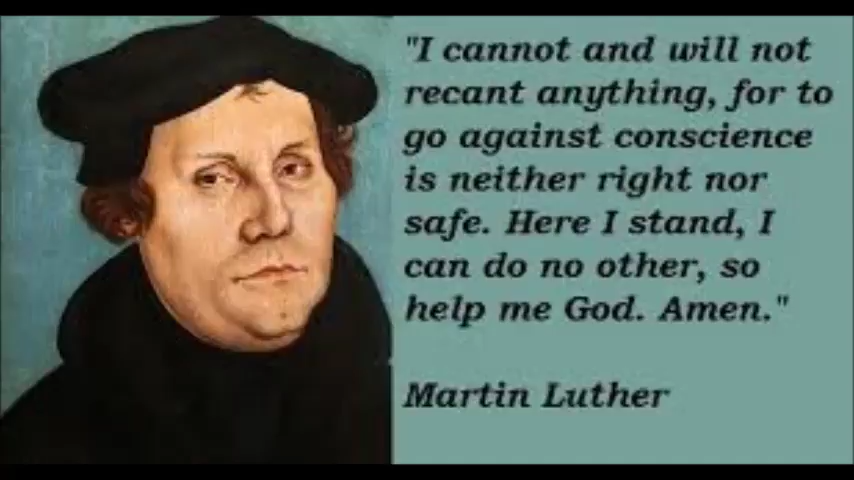 "I cannot and will not
recant anything, for to
go against conscience
is neither right nor
safe. Here I stand, I
can do no other, so
help me God. Amen."
Martin Luther